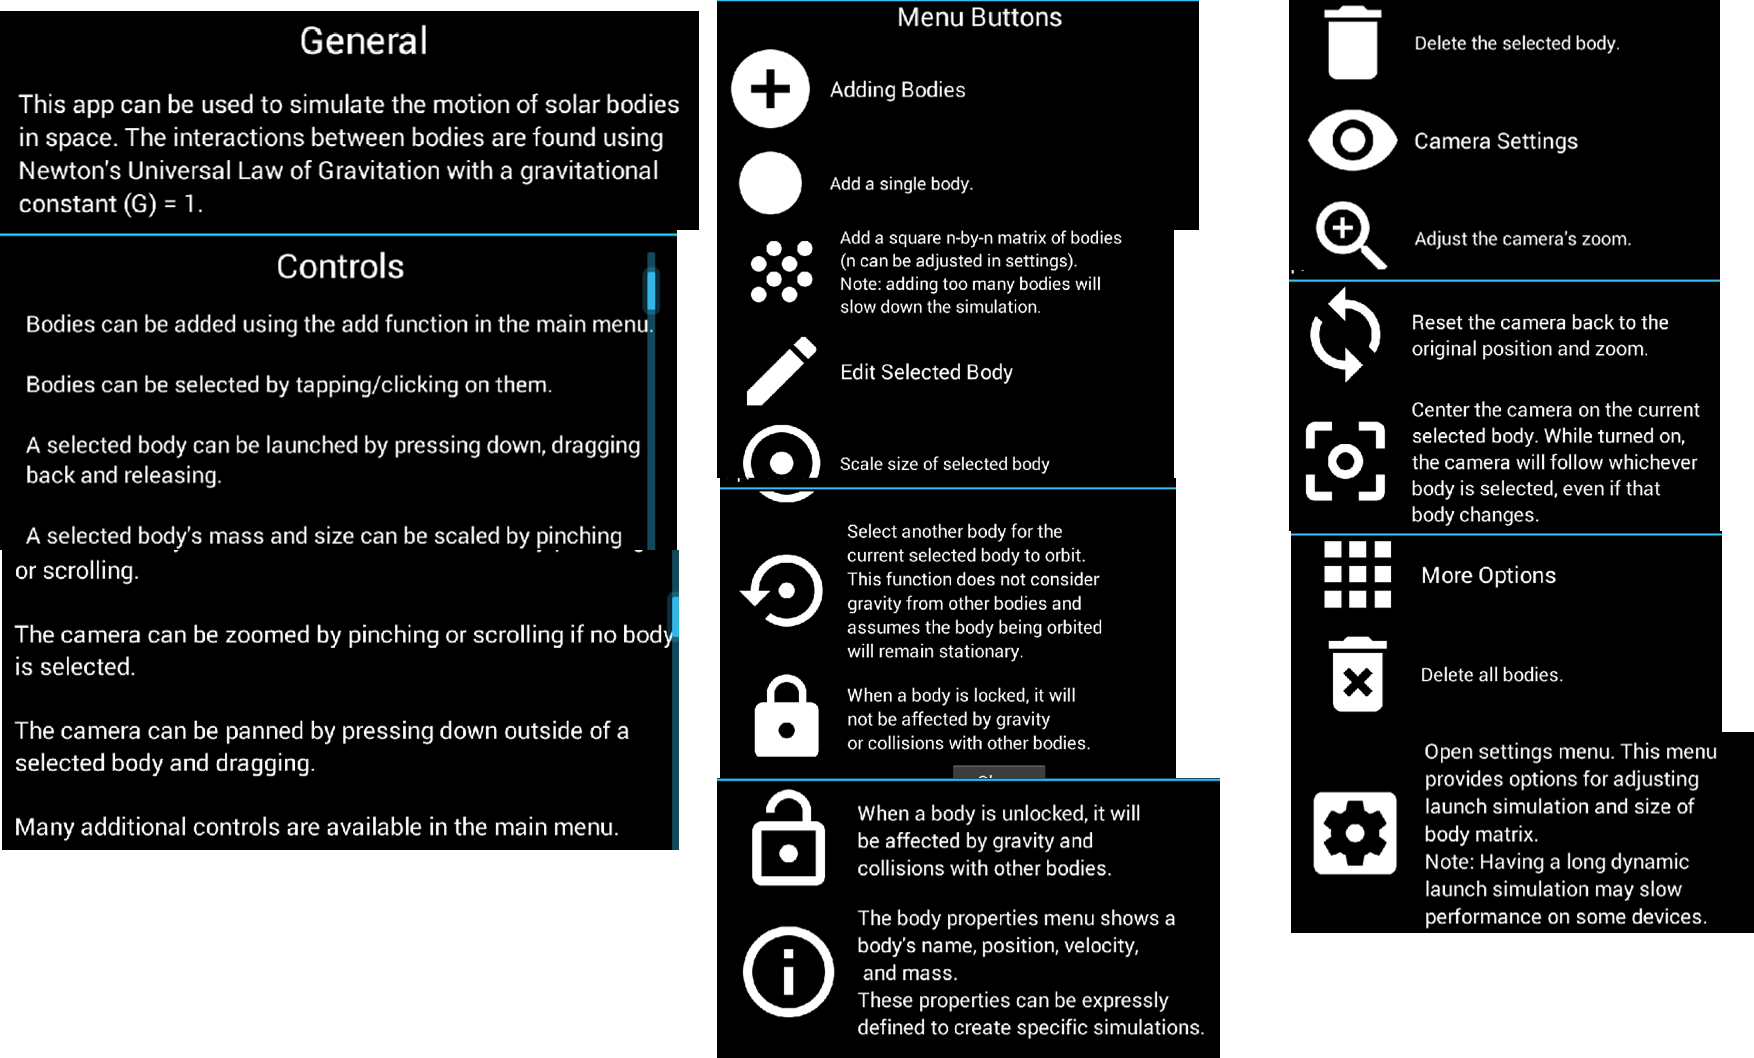 General
This app can be used to simulate the motion of solar bodies
in space. The interactions between bodies are found using
Newton's Universal Law of Gravitation with a gravitational
constant (G) = 1.
Controls
Bodies can be added using the add function in the main menu.
Bodies can be selected by tapping/clicking on them.
A selected body can be launched by pressing down, dragging
back and releasing.
A selected body's mass and size can be scaled by pinching
or scrolling.
The camera can be zoomed by pinching or scrolling if no body
is selected.
The camera can be panned by pressing down outside of a
selected body and dragging.
Many additional controls are available in the main menu.
Menu Buttons
Adding Bodies
Add a single body.
Add a square n-by-n matrix of bodies
(n can be adjusted in settings).
Note: adding too many bodies will
slow down the simulation.
Edit Selected Body
Scale size of selected body
Select another body for the
current selected body to orbit.
This function does not consider
gravity from other bodies and
assumes the body being orbited
will remain stationary.
When a body is locked, it will
not be affected by gravity
or collisions with other bodies.
When a body is unlocked, it will
be affected by gravity and
collisions with other bodies.
The body properties menu shows a
body's name, position, velocity,
and mass.
These properties can be expressly
defined to create specific simulations.
Delete the selected body.
Camera Settings
Adjust the camera's zoom.
Reset the camera back to the
original position and zoom.
Center the camera on the current
selected body. While turned on,
the camera will follow whichever
body is selected, even if that
body changes.
More Options
Delete all bodies.
Open settings menu. This menu
provides options for adjusting
launch simulation and size of
body matrix.
Note: Having a long dynamic
launch simulation may slow
performance on some devices.